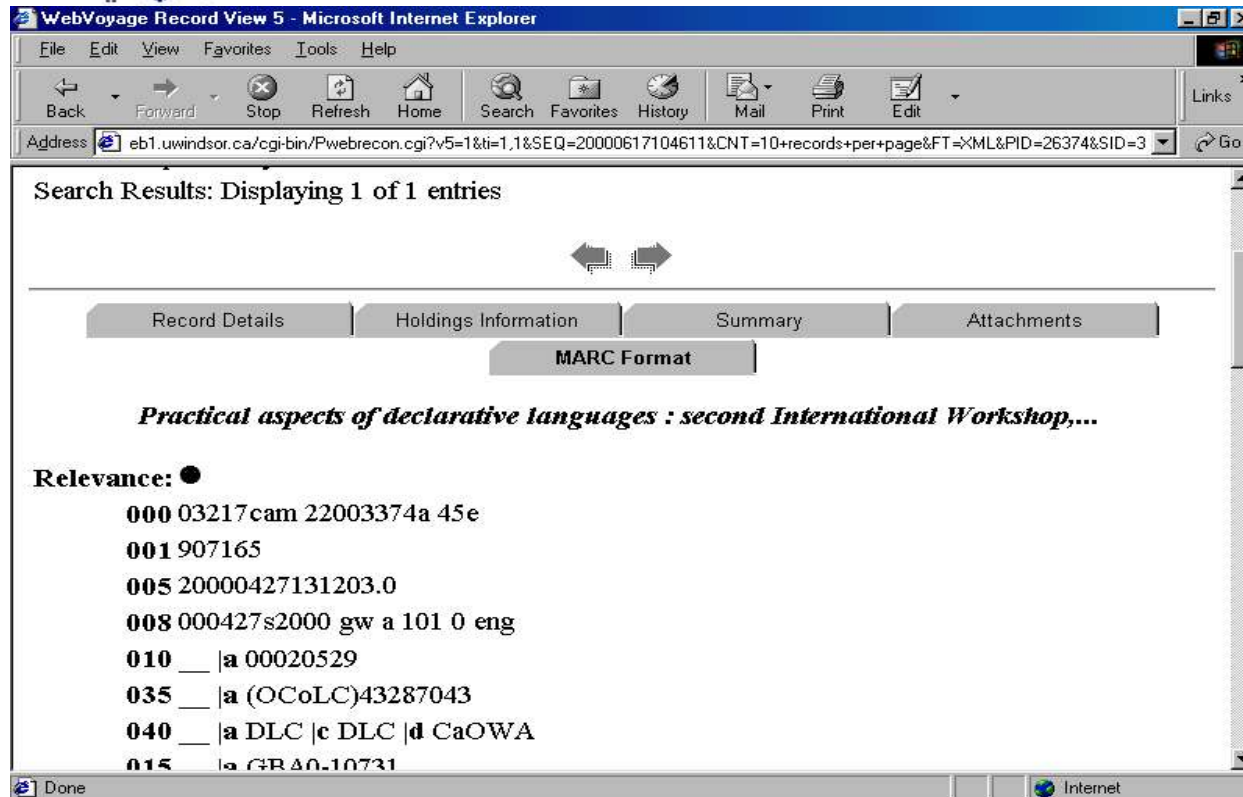 WebVoyage Record View 5 - Microsoft Internet Explorer
File Edit View Favorites Tools Help
Back Forward Stop Refresh Home Search Favorites History Mail Print Edit Links
Address eb1.uwindsor.ca/cgi-bin/Pwebrecon.cgi?v5=1&ti=1,1&SEQ=20000617104611&CNT=10+records+per+page&FT=XML&PID=26374&SID=3 Go
Search Results: Displaying 1 of 1 entries
Record Details Holdings Information Summary Attachments
MARC Format
Practical aspects of declarative languages : second International Workshop,...
Relevance:
000 03217cam 22003374a 45e
001 907165
005 20000427131203.0
008 000427s2000 gw a 101 0 eng
010 __ |a 00020529
035 __ |a (OCoLC)43287043
040 __ |a DLC |c DLC |d CaOWA
015 __ |a GBA0-10731
Done Internet